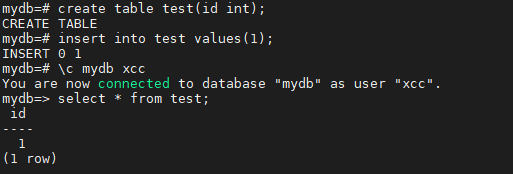 mydb=# create table test(id int);
CREATE TABLE
mydb=# insert into test values(1);
INSERT 0 1
mydb=# \c mydb xcc
You are now connected to database "mydb" as user "xcc".
mydb=> select * from test;
 id
----
  1
(1 row)